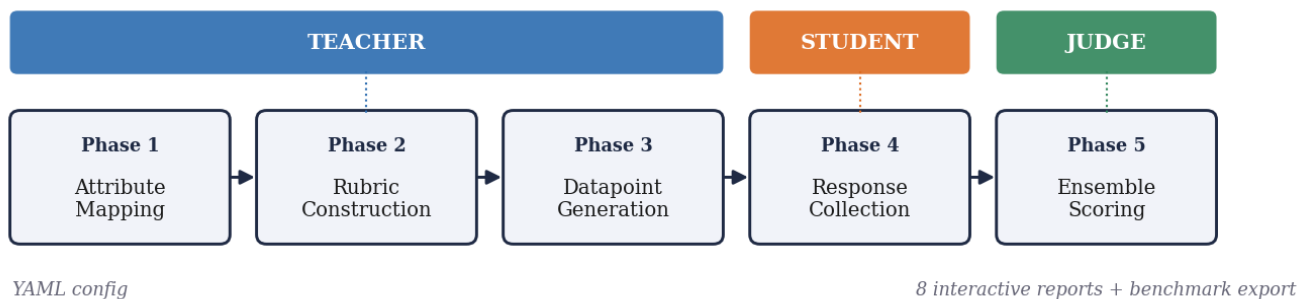 TEACHER
STUDENT
JUDGE
Phase 1
Attribute
Mapping
Phase 2
Rubric
Construction
Phase 3
Datapoint
Generation
Phase 4
Response
Collection
Phase 5
Ensemble
Scoring
YAML config
8 interactive reports + benchmark export